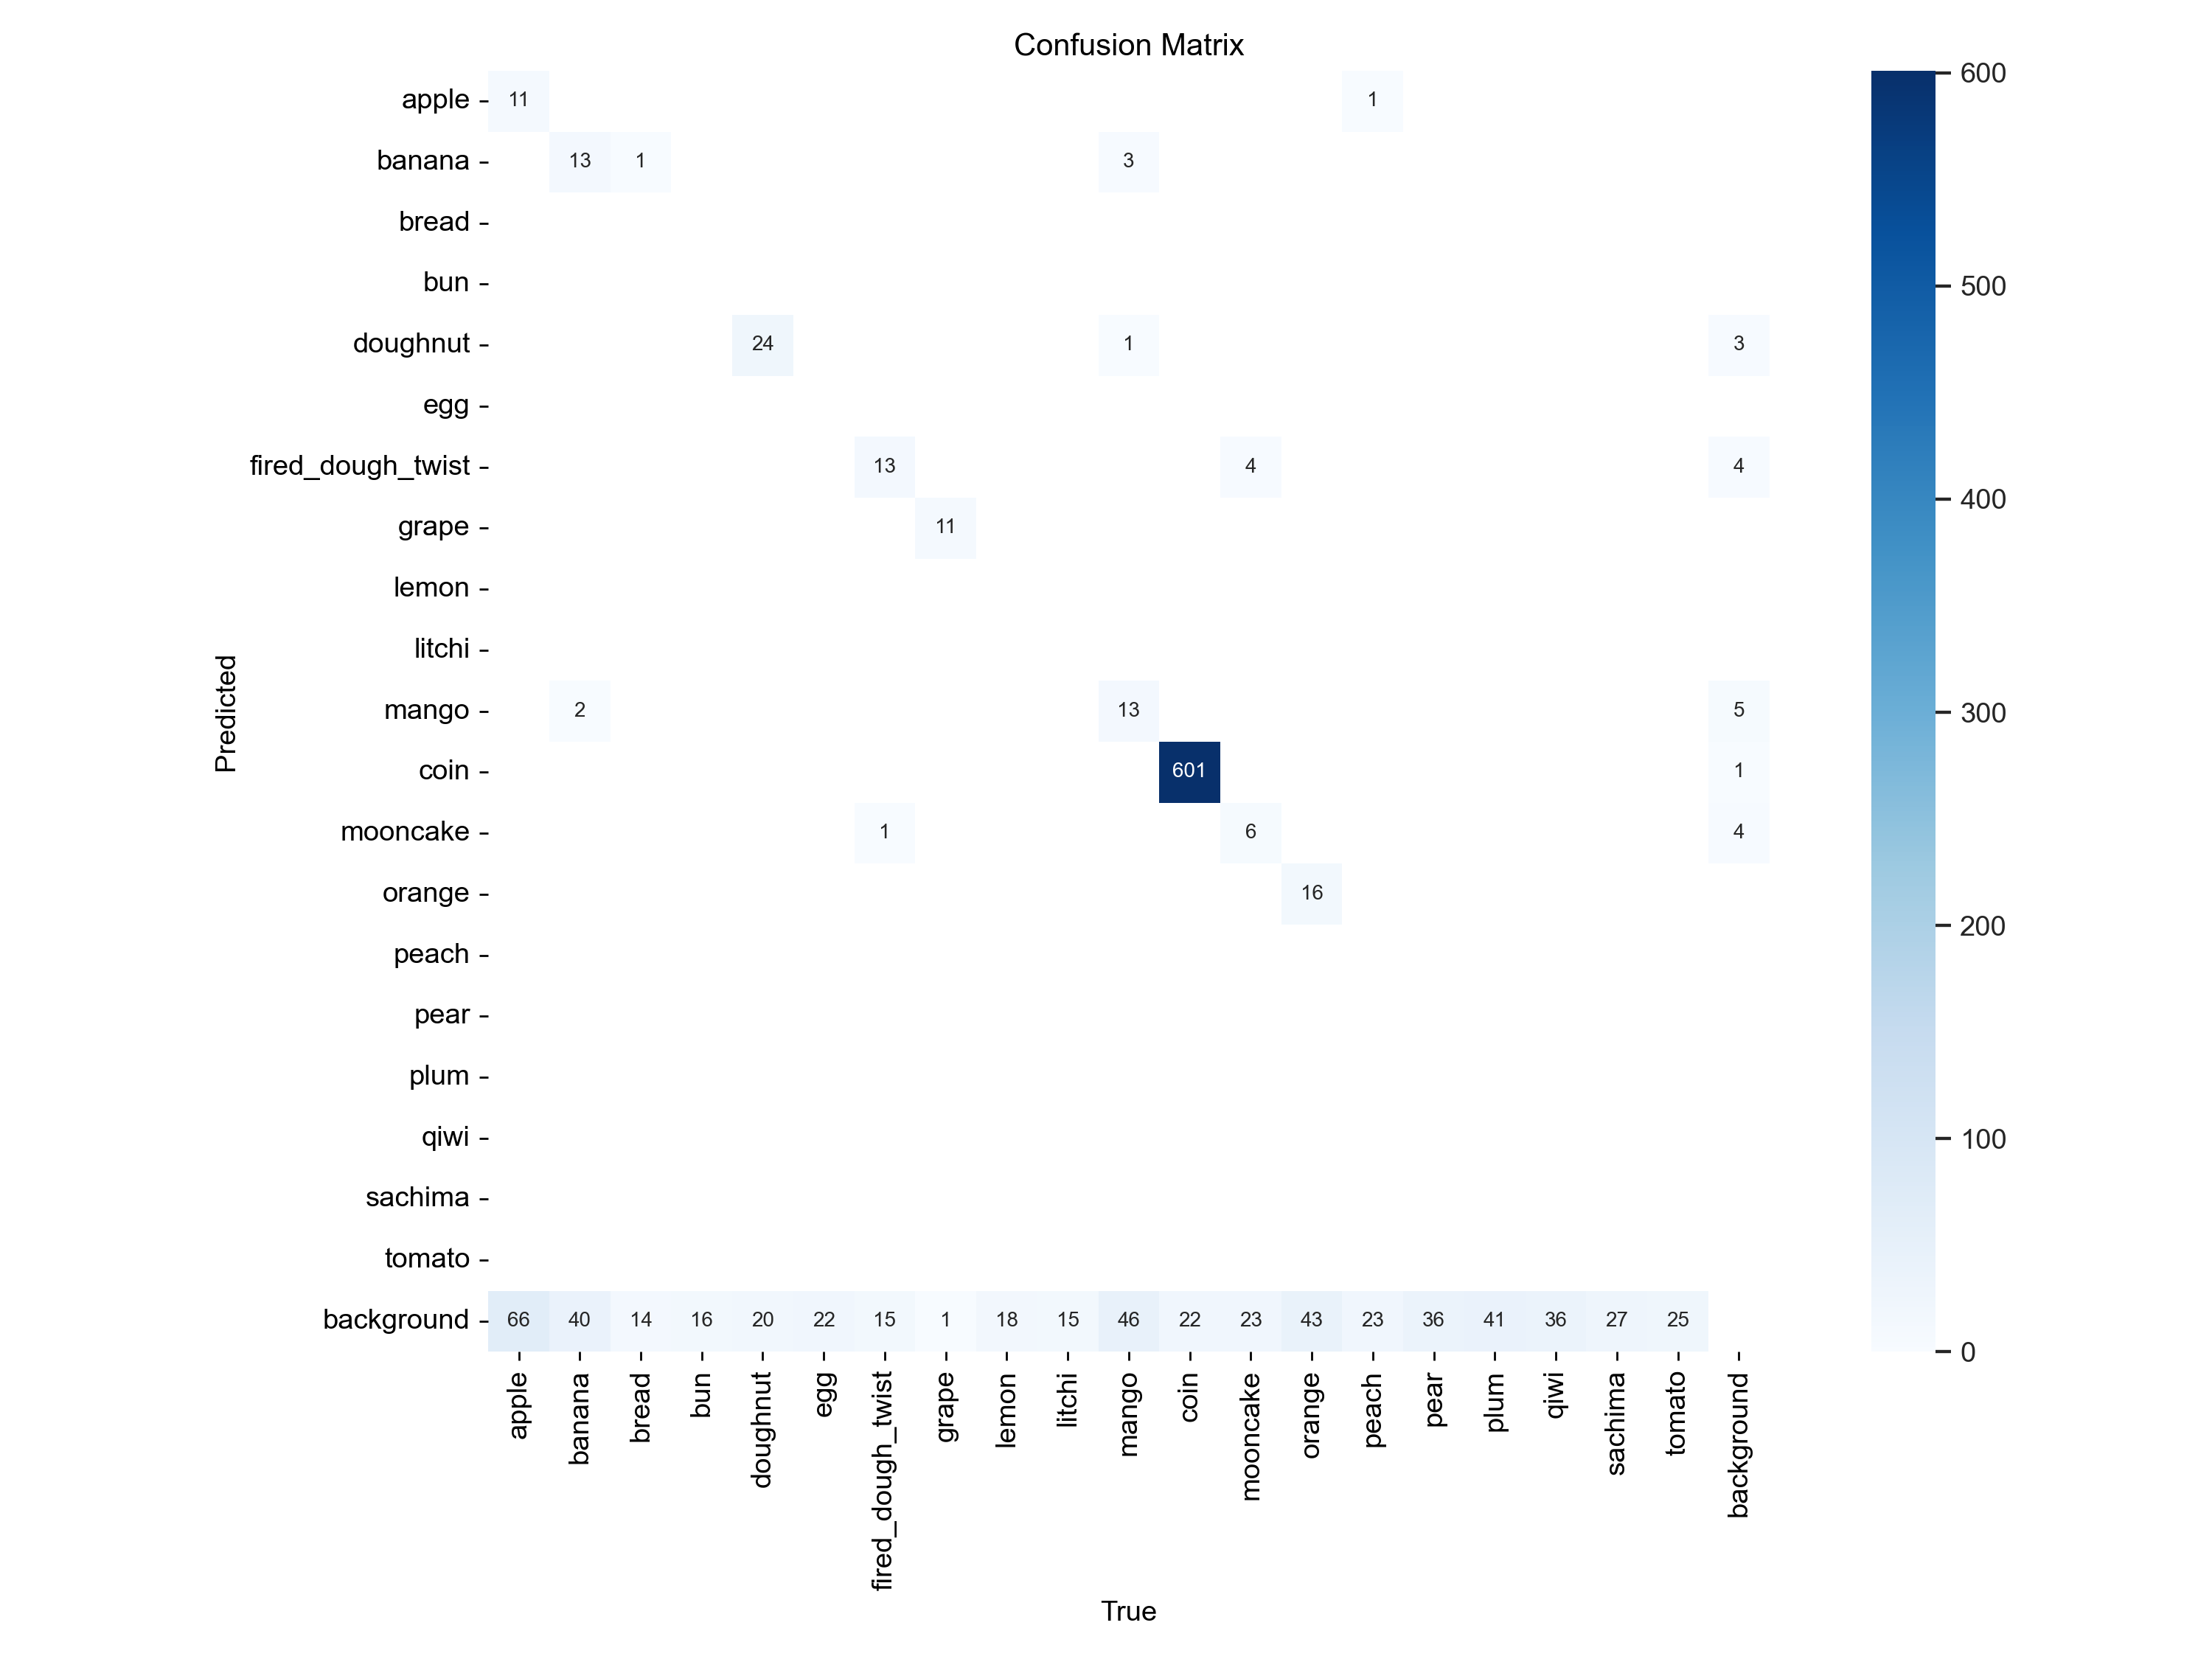 Confusion Matrix
apple 11 1
banana 13 1 3
bread
bun
doughnut 24 1 3
egg
fired_dough_twist 13 4 4
grape 11
lemon
litchi
mango 2 13 5
coin 601 1
mooncake 1 6 4
orange 16
peach
pear
plum
qiwi
sachima
tomato
background 66 40 14 16 20 22 15 1 18 15 46 22 23 43 23 36 41 36 27 25
Predicted
apple banana bread bun doughnut egg fired_dough_twist grape lemon litchi mango coin mooncake orange peach pear plum qiwi sachima tomato background
True
600
500
400
300
200
100
0